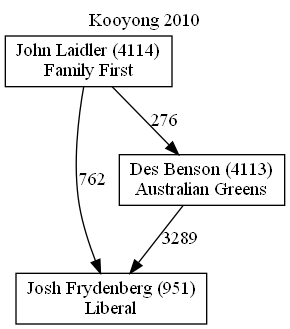 Kooyong 2010
John Laidler (4114)
Family First
276
Des Benson (4113)
Australian Greens
762
3289
Josh Frydenberg (951)
Liberal